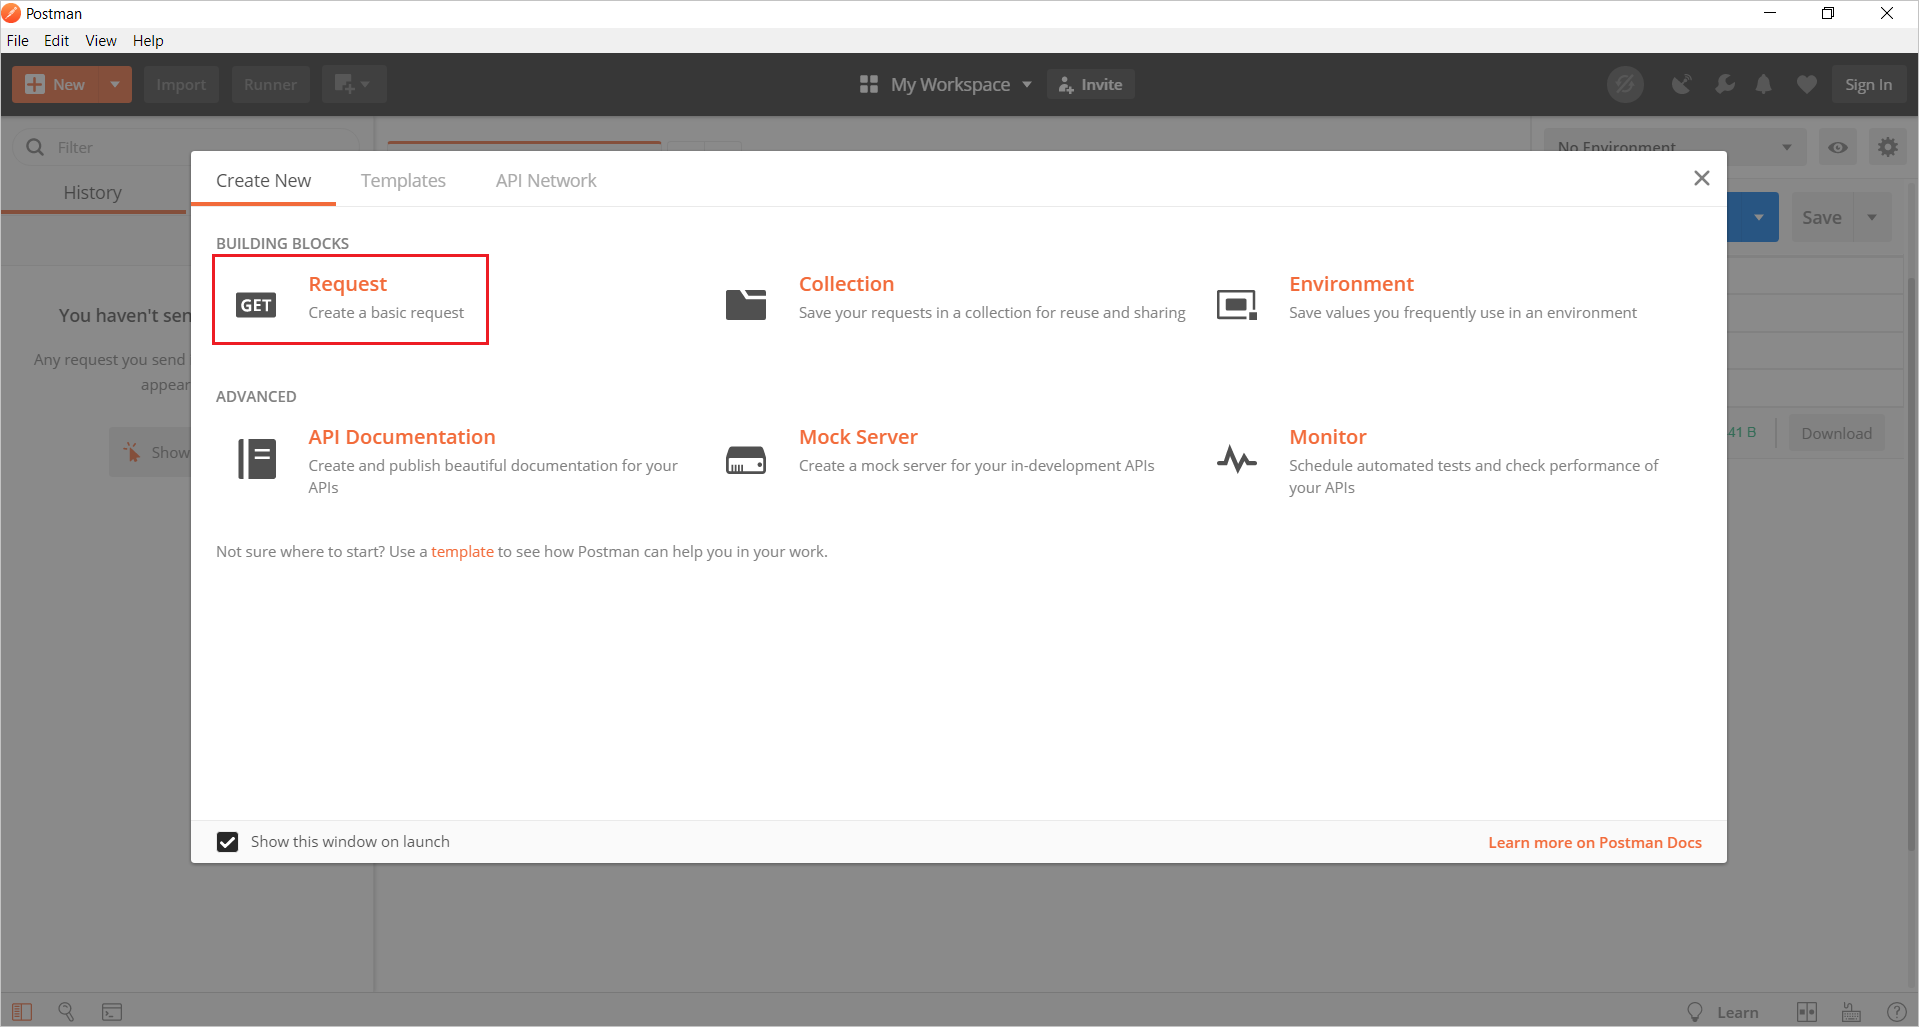 Postman
File Edit View Help
New Import Runner My Workspace Invite Sign In
Filter
No Environment
History
Save
You haven't sen
Any request you send
appear
Show
41 B
Download
Create New Templates API Network
BUILDING BLOCKS
GET
Request
Create a basic request
Collection
Save your requests in a collection for reuse and sharing
Environment
Save values you frequently use in an environment
ADVANCED
API Documentation
Create and publish beautiful documentation for your
APIs
Mock Server
Create a mock server for your in-development APIs
Monitor
Schedule automated tests and check performance of
your APIs
Not sure where to start? Use a template to see how Postman can help you in your work.
Show this window on launch
Learn more on Postman Docs
Learn